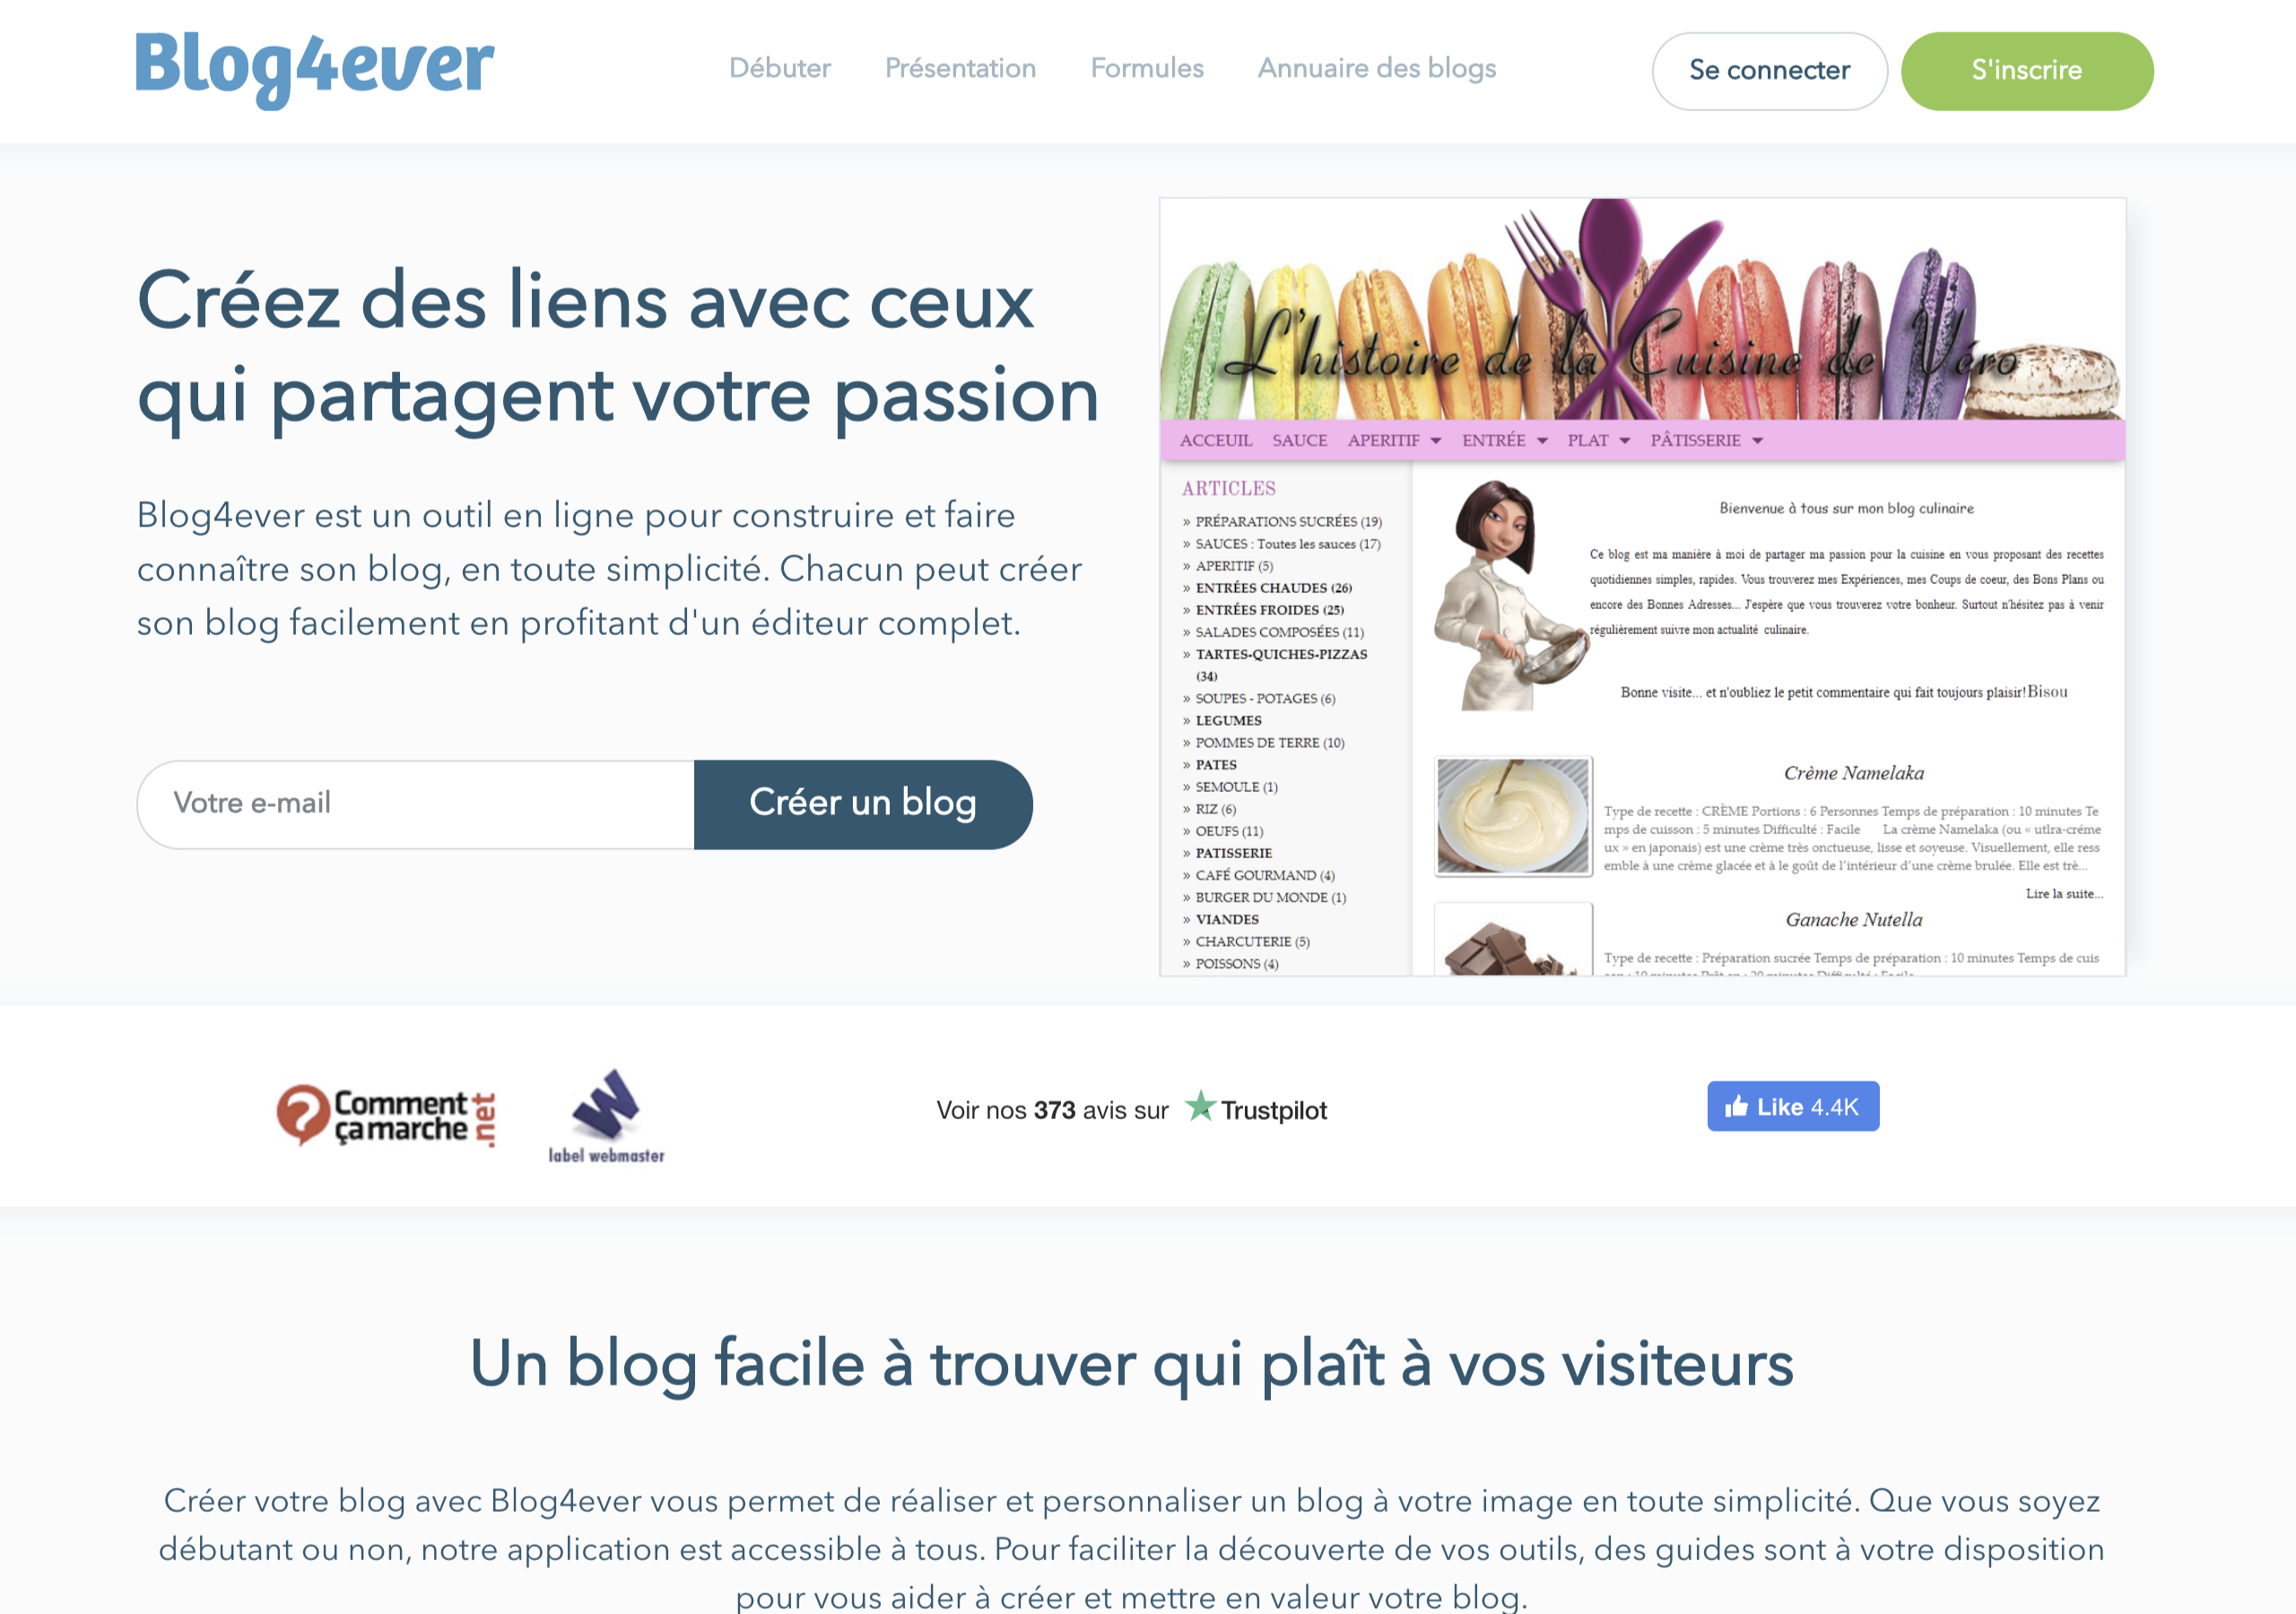 Blog4ever
Débuter Présentation Formules Annuaire des blogs
Se connecter S'inscrire
Créez des liens avec ceux
qui partagent votre passion
Blog4ever est un outil en ligne pour construire et faire
connaître son blog, en toute simplicité. Chacun peut créer
son blog facilement en profitant d'un éditeur complet.
Votre e-mail Créer un blog
L'histoire de la Cuisine de Véro
ACCEUIL SAUCE APERITIF ENTRÉE PLAT PÂTISSERIE
ARTICLES
» PRÉPARATIONS SUCRÉES (19)
» SAUCES : Toutes les sauces (17)
» APERITIF (5)
» ENTRÉES CHAUDES (26)
» ENTRÉES FROIDES (25)
» SALADES COMPOSÉES (11)
» TARTES-QUICHES-PIZZAS
(34)
» SOUPES - POTAGES (6)
» LEGUMES
» POMMES DE TERRE (10)
» PATES
» SEMOULE (1)
» RIZ (6)
» OEUFS (11)
» PATISSERIE
» CAFÉ GOURMAND (4)
» BURGER DU MONDE (1)
» VIANDES
» CHARCUTERIE (5)
» POISSONS (4)
Bienvenue à tous sur mon blog culinaire
Ce blog est ma manière à moi de partager ma passion pour la cuisine en vous proposant des recettes
quotidiennes simples, rapides. Vous trouverez mes Expériences, mes Coups de coeur, des Bons Plans ou
encore des Bonnes Adresses... J'espère que vous trouverez votre bonheur. Surtout n'hésitez pas à venir
régulièrement suivre mon actualité culinaire.
Bonne visite... et n'oubliez le petit commentaire qui fait toujours plaisir!Bisou
Crème Namelaka
Type de recette : CRÈME Portions : 6 Personnes Temps de préparation : 10 minutes Te
mps de cuisson : 5 minutes Difficulté : Facile La crème Namelaka (ou « utlra-créme
ux » en japonais) est une crème très onctueuse, lisse et soyeuse. Visuellement, elle ress
emble à une crème glacée et à le goût de l'intérieur d'une crème brulée. Elle est trè...
Lire la suite...
Ganache Nutella
Type de recette : Préparation sucrée Temps de préparation : 10 minutes Temps de cuis
Comment
ça marche
.net
label webmaster
Voir nos 373 avis sur Trustpilot
Like 4.4K
Un blog facile à trouver qui plaît à vos visiteurs
Créer votre blog avec Blog4ever vous permet de réaliser et personnaliser un blog à votre image en toute simplicité. Que vous soyez
débutant ou non, notre application est accessible à tous. Pour faciliter la découverte de vos outils, des guides sont à votre disposition
pour vous aider à créer et mettre en valeur votre blog.